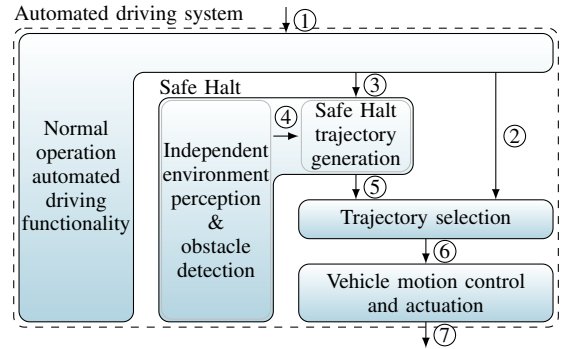 Automated driving system
①
Safe Halt
③
Normal
operation
automated
driving
functionality
Independent
environment
perception
&
obstacle
detection
④
Safe Halt
trajectory
generation
②
⑤
Trajectory selection
⑥
Vehicle motion control
and actuation
⑦